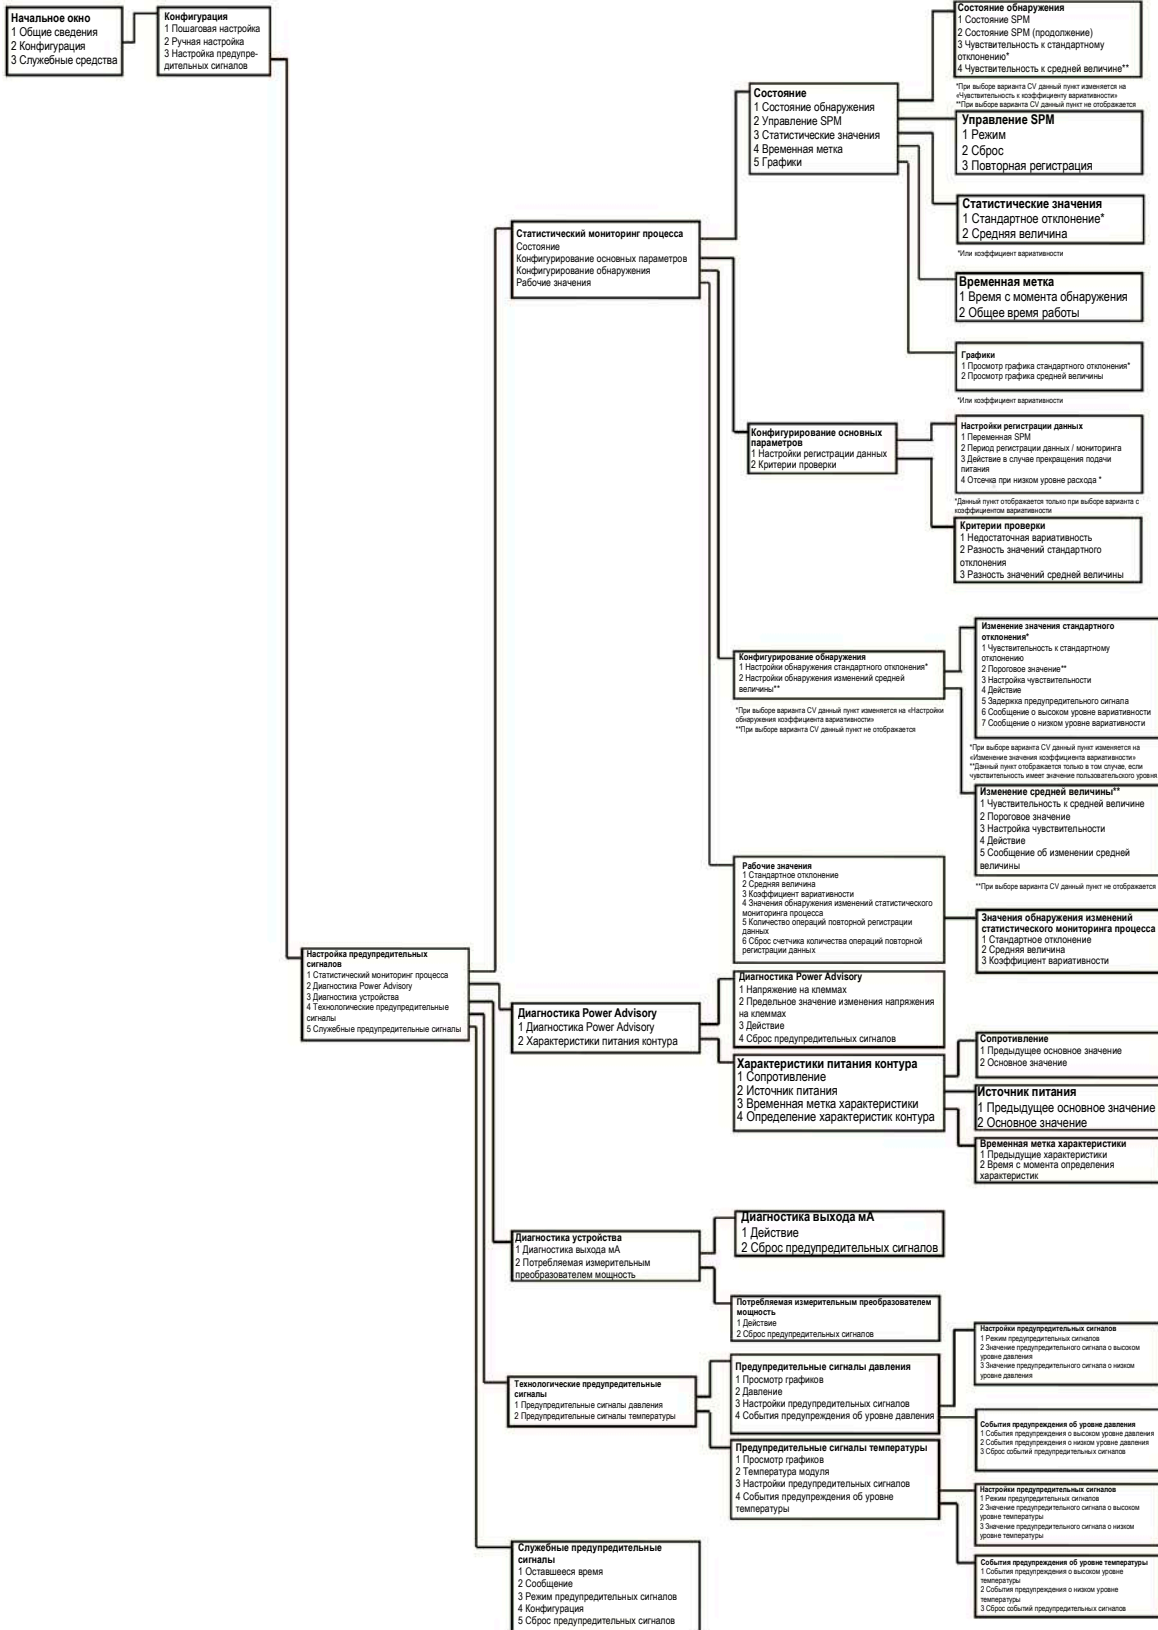 Начальное окно
1 Общие сведения
2 Конфигурация
3 Служебные средства
Конфигурация
1 Пошаговая настройка
2 Ручная настройка
3 Настройка предупре-
дительных сигналов
Состояние обнаружения
1 Состояние SPM
2 Состояние SPM (продолжение)
3 Чувствительность к стандартному
отклонению*
4 Чувствительность к средней величине**
*При выборе варианта CV данный пункт изменяется на
«Чувствительность к коэффициенту вариативности»
**При выборе варианта CV данный пункт не отображается
Состояние
1 Состояние обнаружения
2 Управление SPM
3 Статистические значения
4 Временная метка
5 Графики
Управление SPM
1 Режим
2 Сброс
3 Повторная регистрация
Статистические значения
1 Стандартное отклонение*
2 Средняя величина
*Или коэффициент вариативности
Статистический мониторинг процесса
Состояние
Конфигурирование основных параметров
Конфигурирование обнаружения
Рабочие значения
Временная метка
1 Время с момента обнаружения
2 Общее время работы
Графики
1 Просмотр графика стандартного отклонения*
2 Просмотр графика средней величины
*Или коэффициент вариативности
Конфигурирование основных
параметров
1 Настройки регистрации данных
2 Критерии проверки
Настройки регистрации данных
1 Переменная SPM
2 Период регистрации данных / мониторинга
3 Действие в случае прекращения подачи
питания
4 Отсечка при низком уровне расхода *
*Данный пункт отображается только при выборе варианта с
коэффициентом вариативности
Критерии проверки
1 Недостаточная вариативность
2 Разность значений стандартного
отклонения
3 Разность значений средней величины
Конфигурирование обнаружения
1 Настройки обнаружения стандартного отклонения*
2 Настройки обнаружения изменений средней
величины**
*При выборе варианта CV данный пункт изменяется на «Настройки
обнаружения коэффициента вариативности»
**При выборе варианта CV данный пункт не отображается
Изменение значения стандартного
отклонения*
1 Чувствительность к стандартному
отклонению
2 Пороговое значение**
3 Настройка чувствительности
4 Действие
5 Задержка предупредительного сигнала
6 Сообщение о высоком уровне вариативности
7 Сообщение о низком уровне вариативности
*При выборе варианта CV данный пункт изменяется на
«Изменение значения коэффициента вариативности»
**Данный пункт отображается только в том случае, если
чувствительность имеет значение пользовательского уровня.
Изменение средней величины**
1 Чувствительность к средней величине
2 Пороговое значение
3 Настройка чувствительности
4 Действие
5 Сообщение об изменении средней
величины
**При выборе варианта CV данный пункт не отображается
Рабочие значения
1 Стандартное отклонение
2 Средняя величина
3 Коэффициент вариативности
4 Значения обнаружения изменений статистического
мониторинга процесса
5 Количество операций повторной регистрации
данных
6 Сброс счетчика количества операций повторной
регистрации данных
Значения обнаружения изменений
статистического мониторинга процесса
1 Стандартное отклонение
2 Средняя величина
3 Коэффициент вариативности
Настройка предупредительных
сигналов
1 Статистический мониторинг процесса
2 Диагностика Power Advisory
3 Диагностика устройства
4 Технологические предупредительные
сигналы
5 Служебные предупредительные сигналы
Диагностика Power Advisory
1 Диагностика Power Advisory
2 Характеристики питания контура
Диагностика Power Advisory
1 Напряжение на клеммах
2 Предельное значение изменения напряжения
на клеммах
3 Действие
4 Сброс предупредительных сигналов
Характеристики питания контура
1 Сопротивление
2 Источник питания
3 Временная метка характеристики
4 Определение характеристик контура
Сопротивление
1 Предыдущее основное значение
2 Основное значение
Источник питания
1 Предыдущее основное значение
2 Основное значение
Временная метка характеристики
1 Предыдущие характеристики
2 Время с момента определения
характеристик
Диагностика устройства
1 Диагностика выхода мА
2 Потребляемая измерительным
преобразователем мощность
Диагностика выхода мА
1 Действие
2 Сброс предупредительных сигналов
Потребляемая измерительным преобразователем
мощность
1 Действие
2 Сброс предупредительных сигналов
Технологические предупредительные
сигналы
1 Предупредительные сигналы давления
2 Предупредительные сигналы температуры
Предупредительные сигналы давления
1 Просмотр графиков
2 Давление
3 Настройки предупредительных сигналов
4 События предупреждения об уровне давления
Настройки предупредительных сигналов
1 Режим предупредительных сигналов
2 Значение предупредительного сигнала о высоком
уровне давления
3 Значение предупредительного сигнала о низком
уровне давления
События предупреждения об уровне давления
1 События предупреждения о высоком уровне давления
2 События предупреждения о низком уровне давления
3 Сброс событий предупредительных сигналов
Предупредительные сигналы температуры
1 Просмотр графиков
2 Температура модуля
3 Настройки предупредительных сигналов
4 События предупреждения об уровне
температуры
Настройки предупредительных сигналов
1 Режим предупредительных сигналов
2 Значение предупредительного сигнала о высоком
уровне температуры
3 Значение предупредительного сигнала о низком
уровне температуры
События предупреждения об уровне температуры
1 События предупреждения о высоком уровне
температуры
2 События предупреждения о низком уровне
температуры
3 Сброс событий предупредительных сигналов
Служебные предупредительные
сигналы
1 Оставшееся время
2 Сообщение
3 Режим предупредительных сигналов
4 Конфигурация
5 Сброс предупредительных сигналов